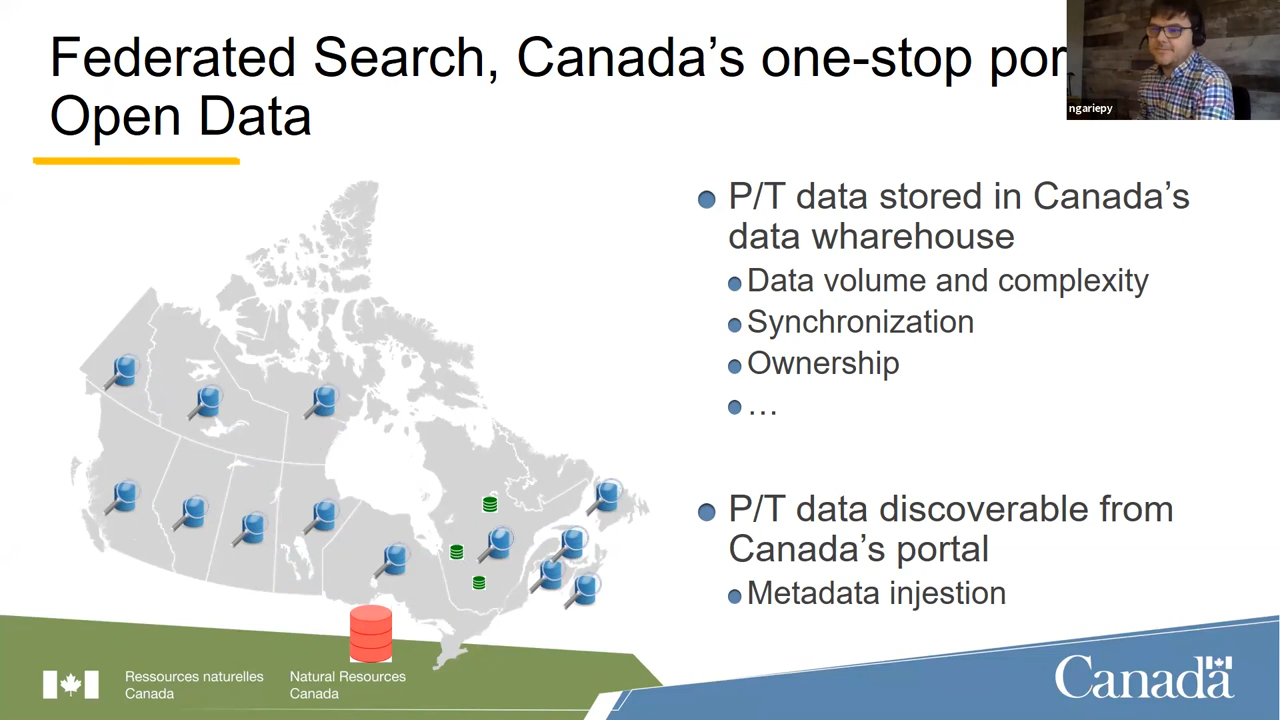 Federated Search, Canada's one-stop por
Open Data
ngariepy
P/T data stored in Canada's
data wharehouse
Data volume and complexity
Synchronization
Ownership
…
P/T data discoverable from
Canada's portal
Metadata injestion
Ressources naturelles
Canada
Natural Resources
Canada
Canada